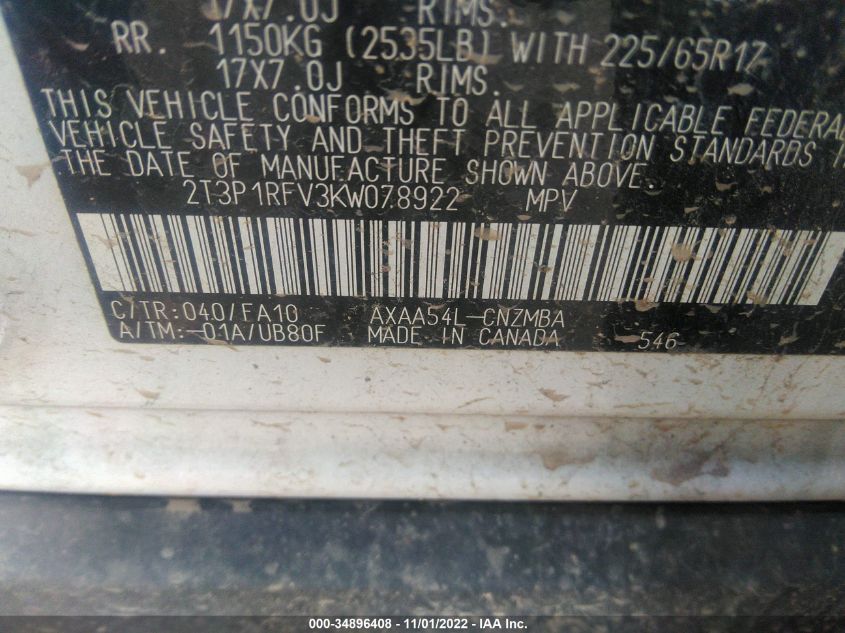 17X7.0J RIMS.
RR. 1150KG (2535LB) WITH 225/65R17
17X7.0J RIMS.
THIS VEHICLE CONFORMS TO ALL APPLICABLE FEDERAL
VEHICLE SAFETY AND THEFT PREVENTION STANDARDS IN
THE DATE OF MANUFACTURE SHOWN ABOVE.
2T3P1RFV3KW078922 MPV
C/TR:040/FA10 AXAA54L-CNZMBA
A/TM:-01A/UB80F MADE IN CANADA 546
000-34896408 - 11/01/2022 - IAA Inc.